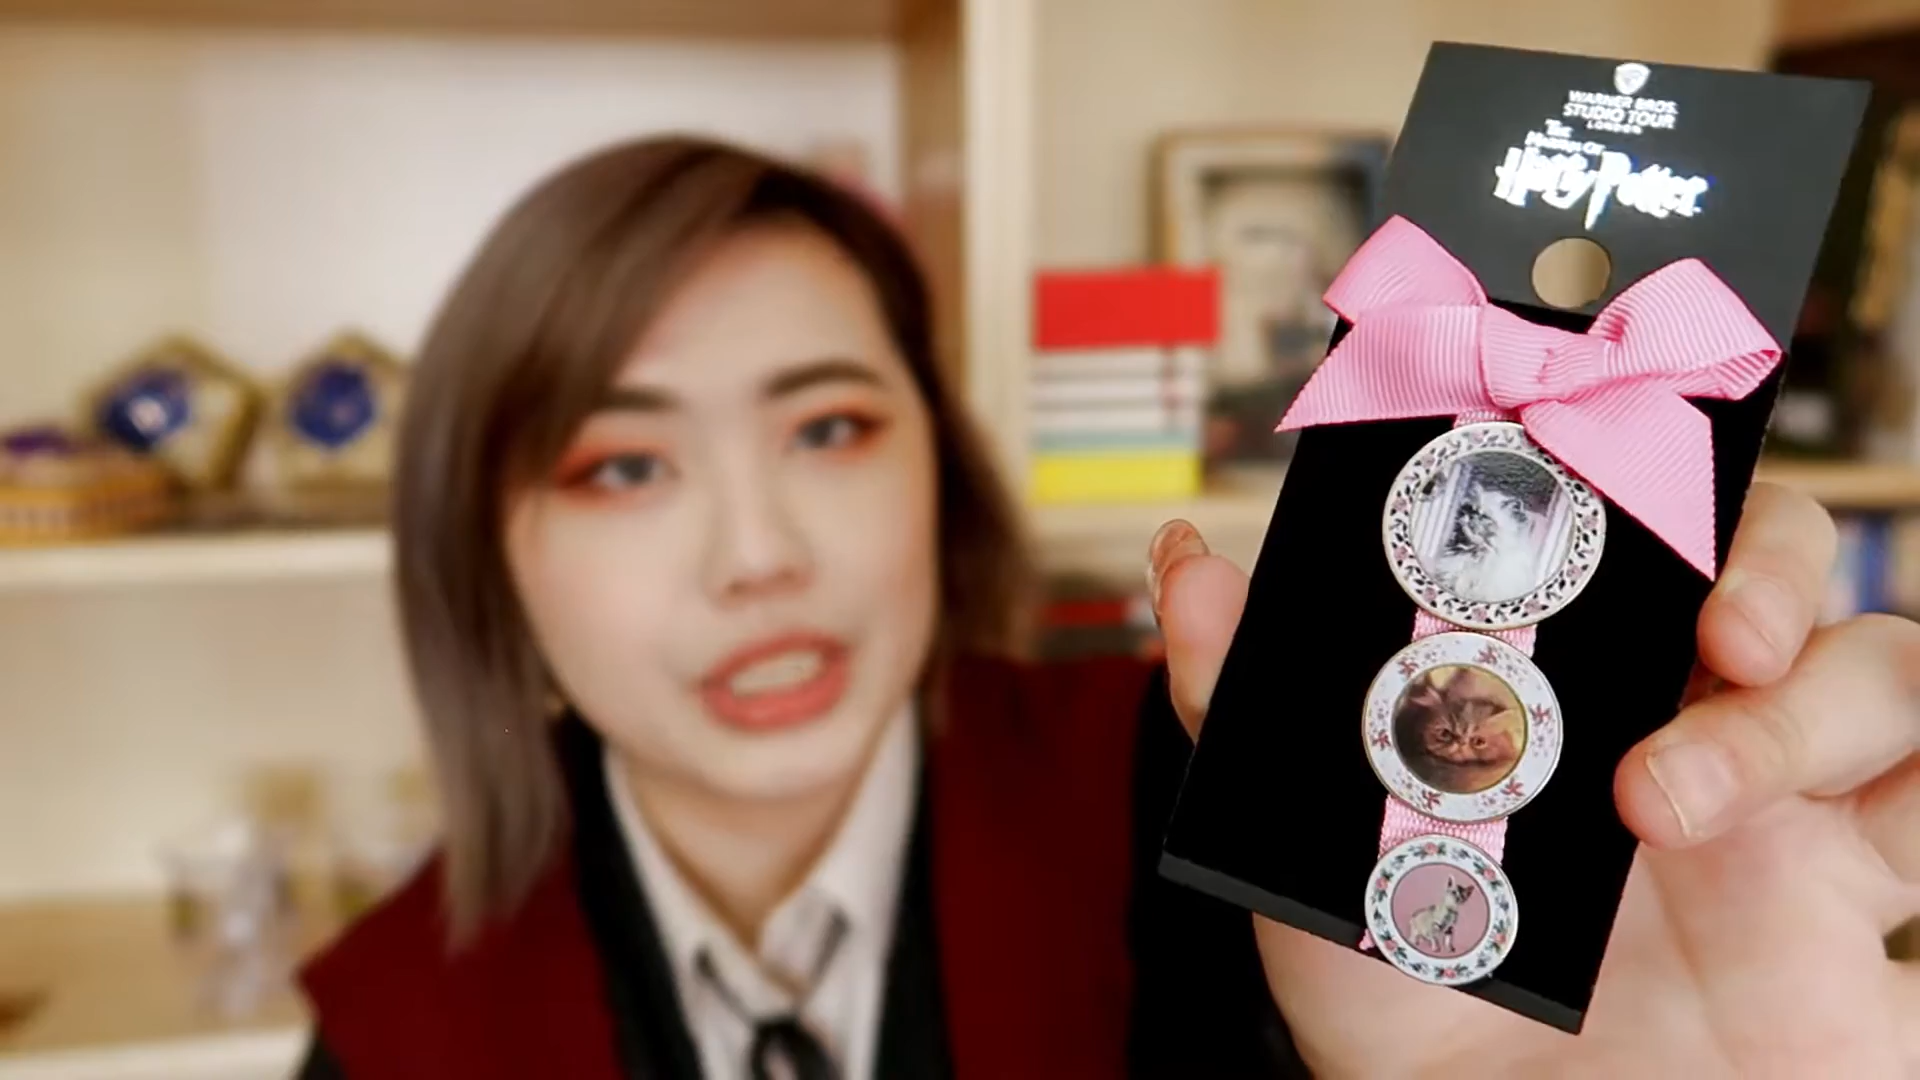 WARNER BROS.
STUDIO TOUR
LONDON
THE
MAKING OF
Harry Potter